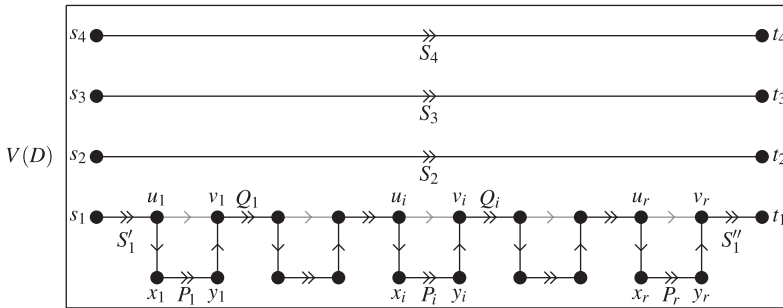 s₄ t₄
S₄
s₃ t₃
S₃
V(D) s₂ t₂
S₂
u₁ v₁ Q₁ uᵢ vᵢ Qᵢ uᵣ vᵣ
s₁ t₁
S′₁ S″₁
x₁ P₁ y₁ xᵢ Pᵢ yᵢ xᵣ Pᵣ yᵣ